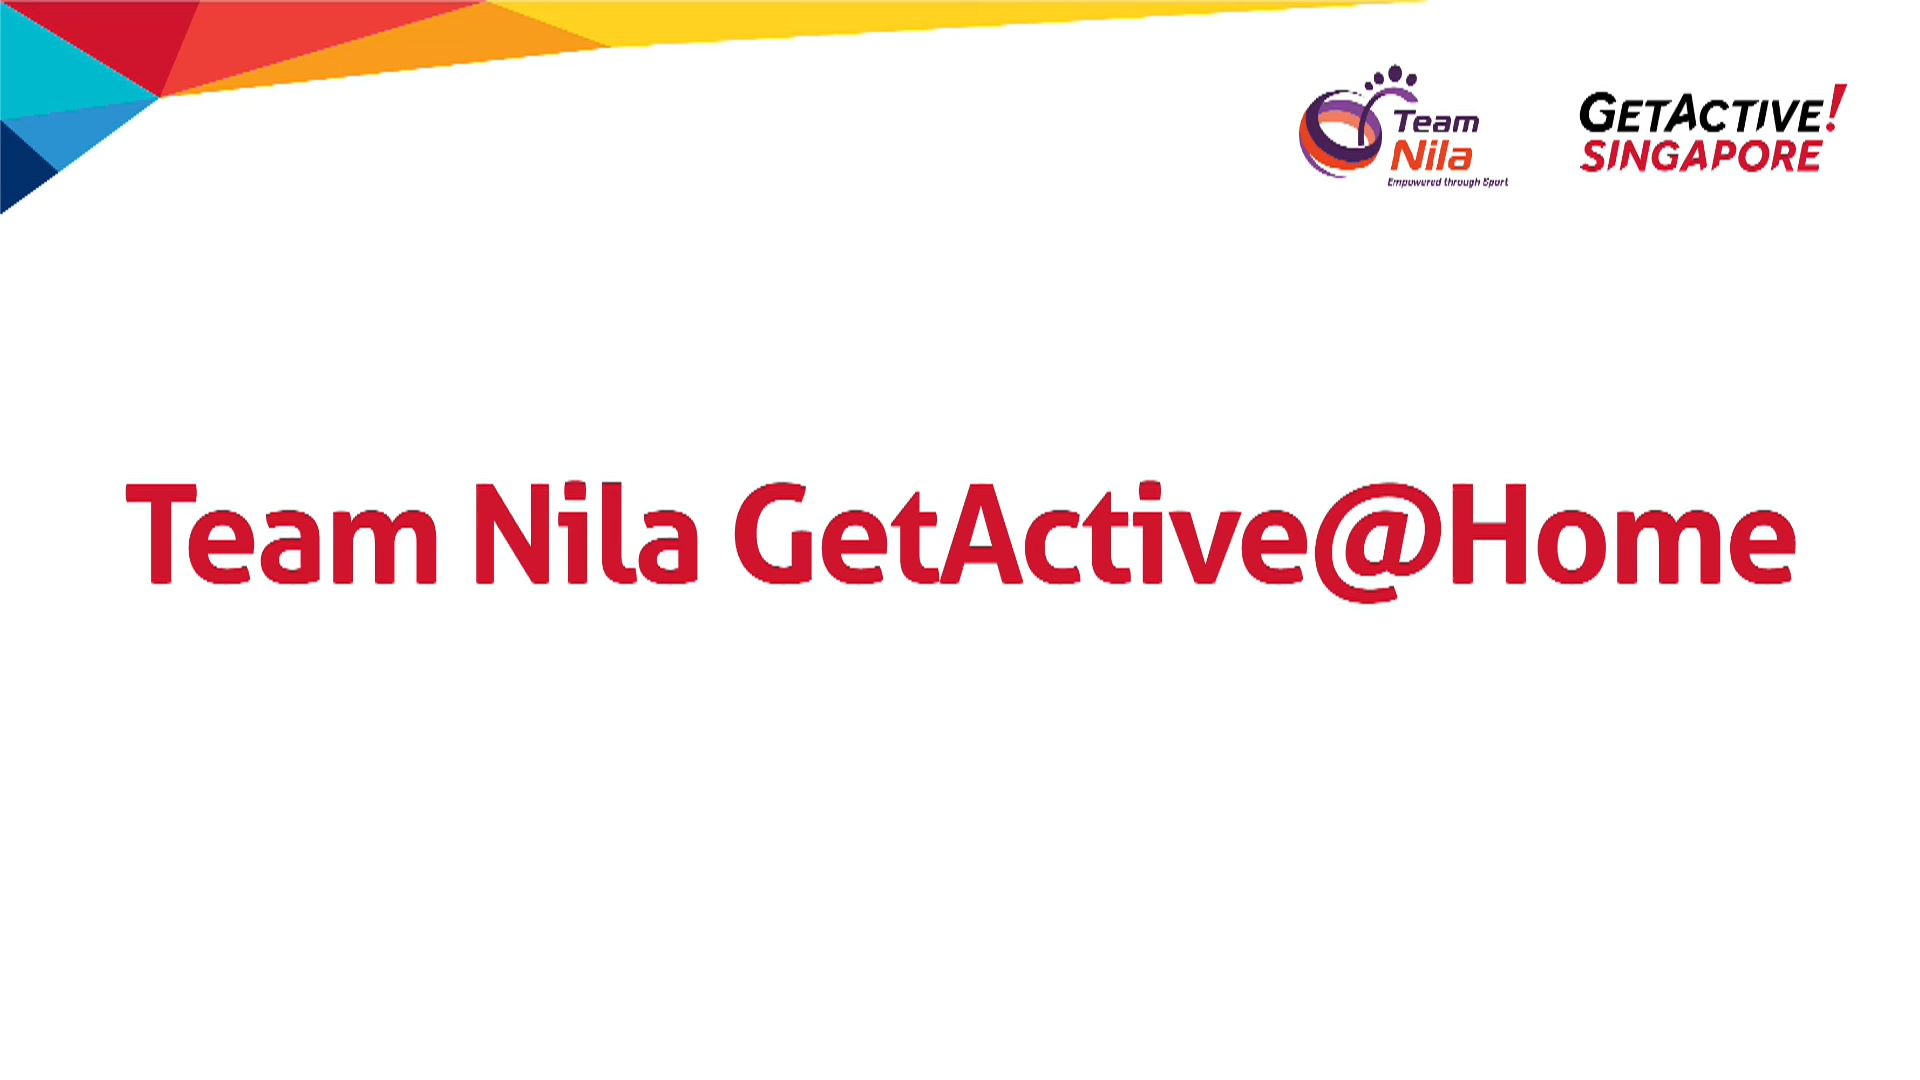 Team
Nila
Empowered through Sport
GETACTIVE!
SINGAPORE
Team Nila GetActive@Home